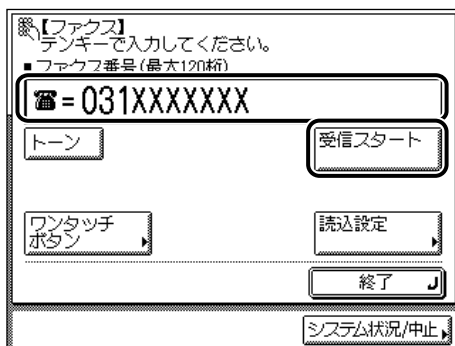 【ファクス】
テンキーで入力してください。
■ファクス番号(最大120桁)
☎=031XXXXXXX
トーン
受信スタート
ワンタッチ
ボタン
読込設定
終了
システム状況/中止